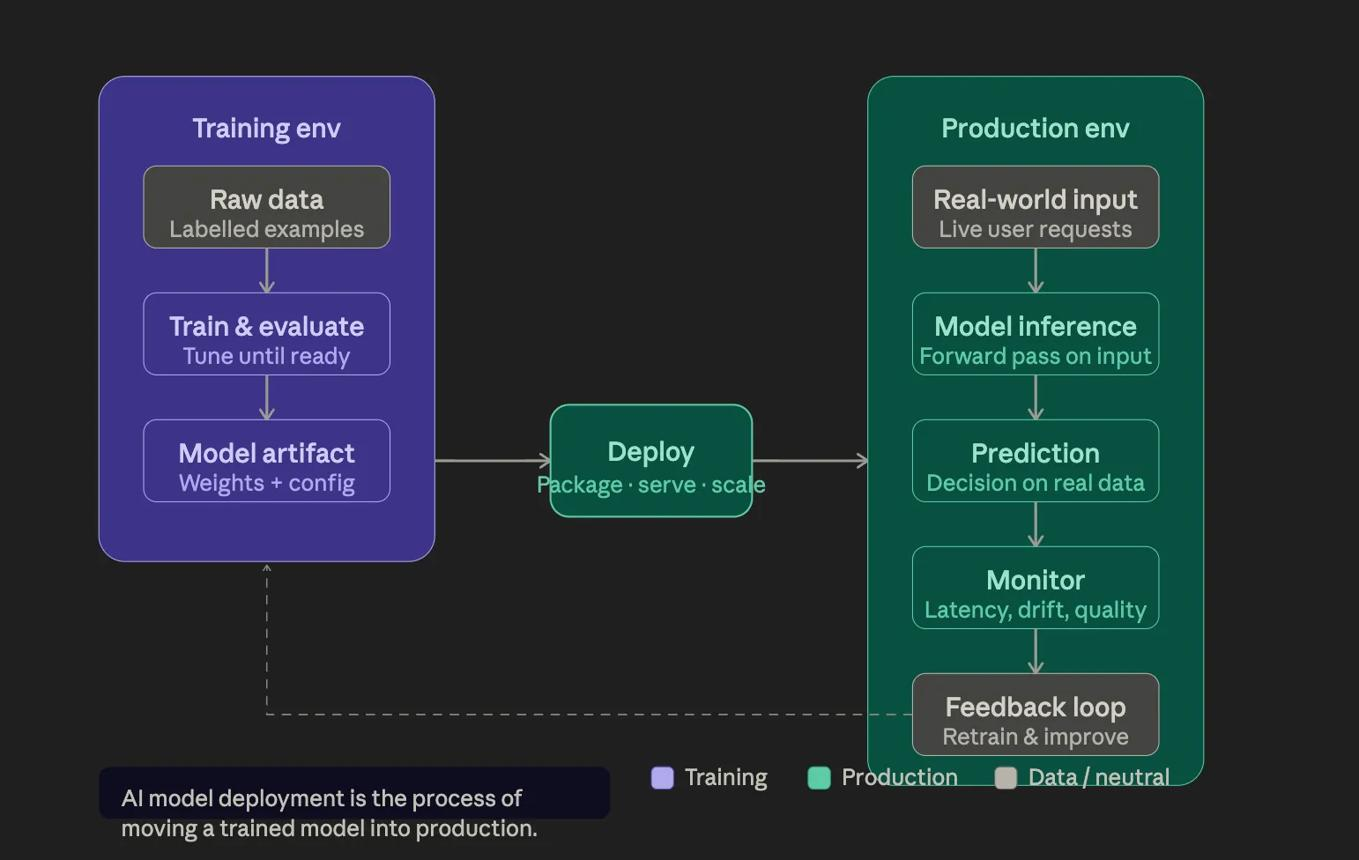 Training env
Raw data
Labelled examples
Train & evaluate
Tune until ready
Model artifact
Weights + config
Deploy
Package · serve · scale
Production env
Real-world input
Live user requests
Model inference
Forward pass on input
Prediction
Decision on real data
Monitor
Latency, drift, quality
Feedback loop
Retrain & improve
Training
Production
Data / neutral
AI model deployment is the process of
moving a trained model into production.